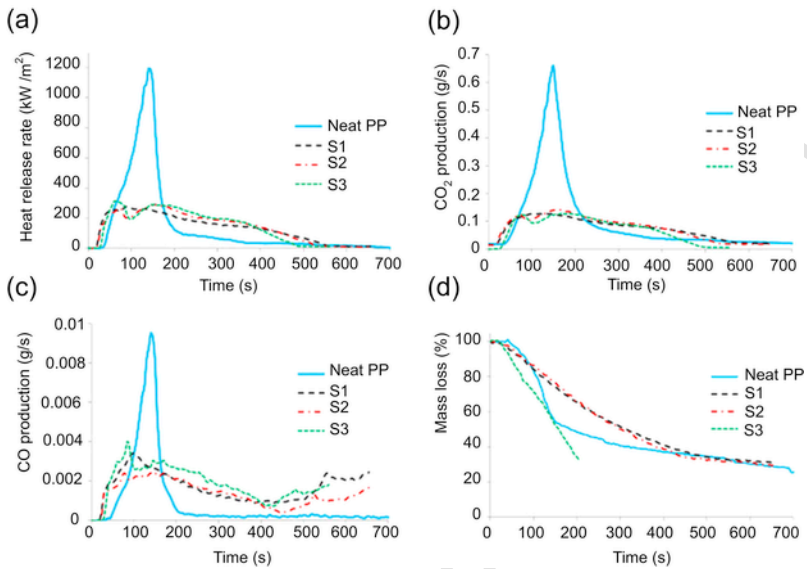 (a)
Heat release rate (kW /m²)
1200
1000
800
600
400
200
0
0 100 200 300 400 500 600 700
Time (s)
Neat PP
S1
S2
S3
(b)
CO₂ production (g/s)
0.7
0.6
0.5
0.4
0.3
0.2
0.1
0
0 100 200 300 400 500 600 700
Time (s)
Neat PP
S1
S2
S3
(c)
CO production (g/s)
0.01
0.008
0.006
0.004
0.002
0
0 100 200 300 400 500 600 700
Time (s)
Neat PP
S1
S2
S3
(d)
Mass loss (%)
100
80
60
40
20
0
0 100 200 300 400 500 600 700
Time (s)
Neat PP
S1
S2
S3